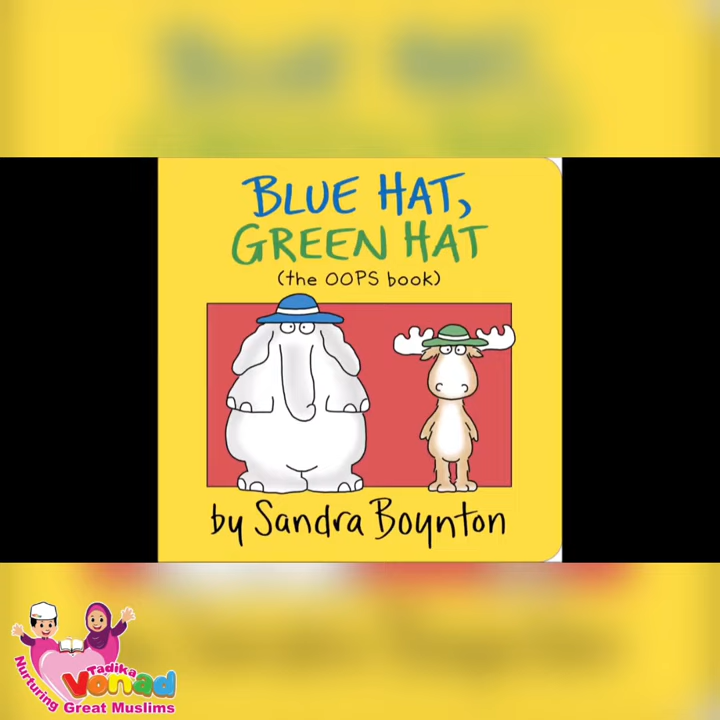 BLUE HAT,
GREEN HAT
(the OOPS book)
by Sandra Boynton
Tadika
Vonad
Nurturing Great Muslims